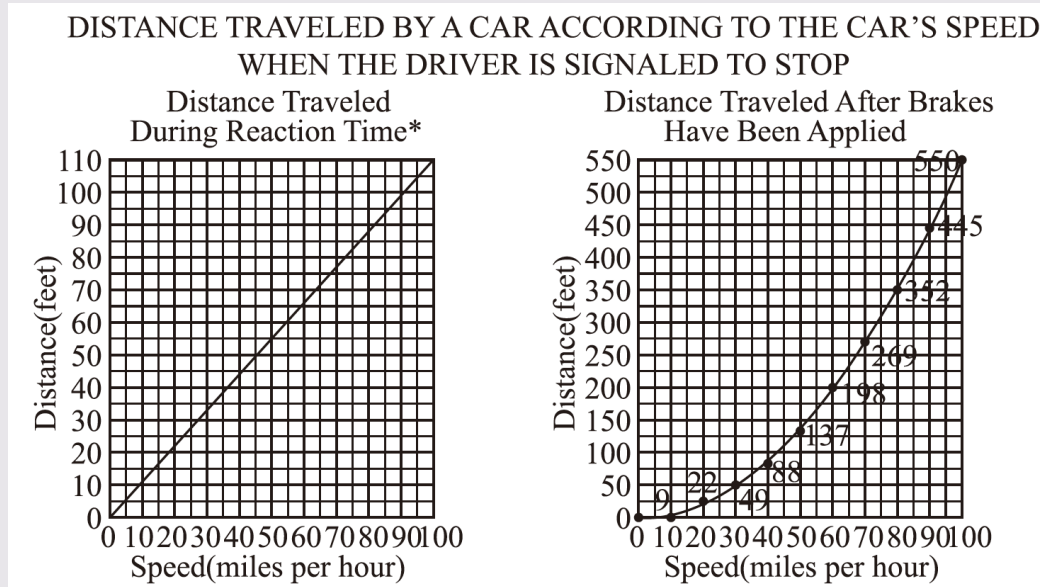 DISTANCE TRAVELED BY A CAR ACCORDING TO THE CAR'S SPEED
WHEN THE DRIVER IS SIGNALED TO STOP
Distance Traveled
During Reaction Time*
110
100
90
80
70
60
50
40
30
20
10
0
Distance(feet)
0 10 20 30 40 50 60 70 80 90 100
Speed(miles per hour)
Distance Traveled After Brakes
Have Been Applied
550
500
450
400
350
300
250
200
150
100
50
0
Distance(feet)
550
445
352
269
198
137
88
49
22
9
0 10 20 30 40 50 60 70 80 90 100
Speed(miles per hour)